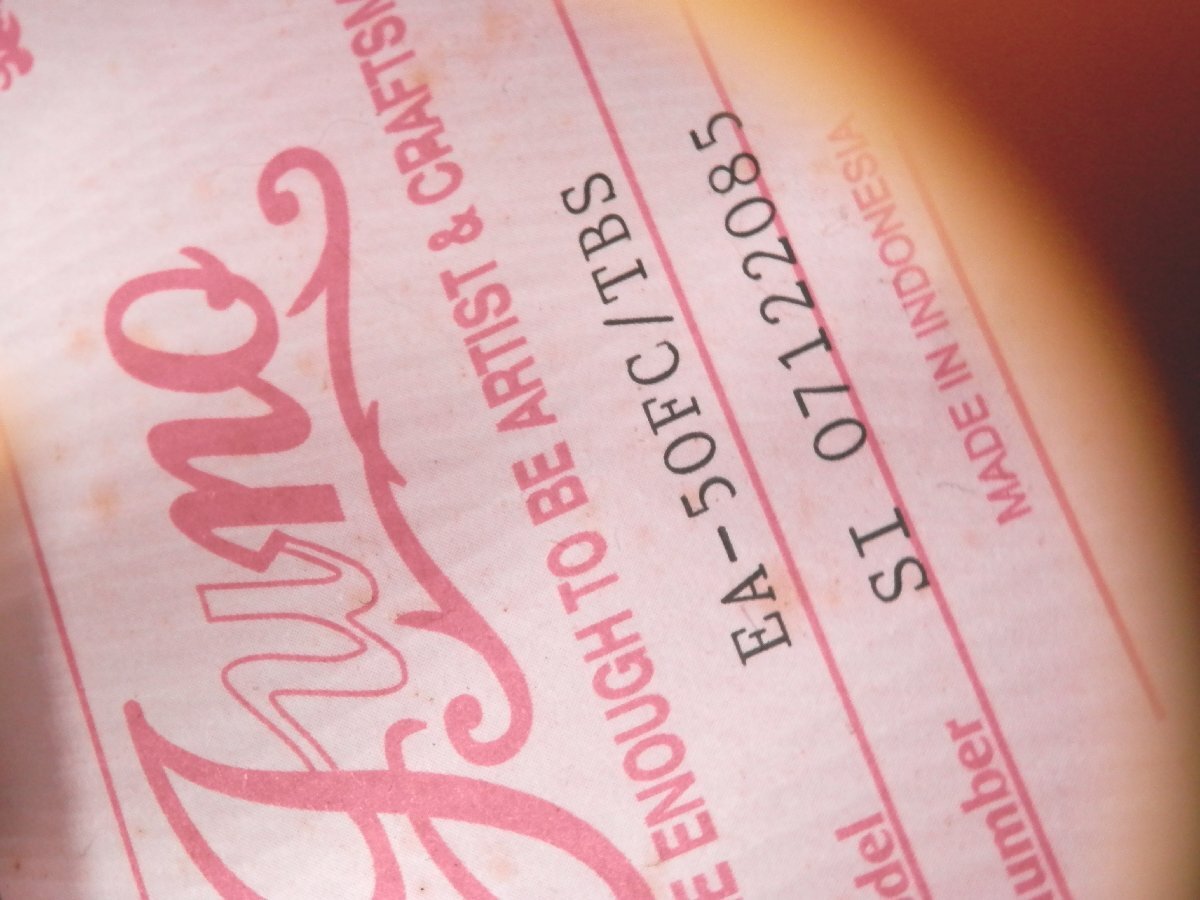 E ENOUGH TO BE ARTIST & CRAFTSM
del EA-50FC/TBS
umber SI 07122085
MADE IN INDONESIA